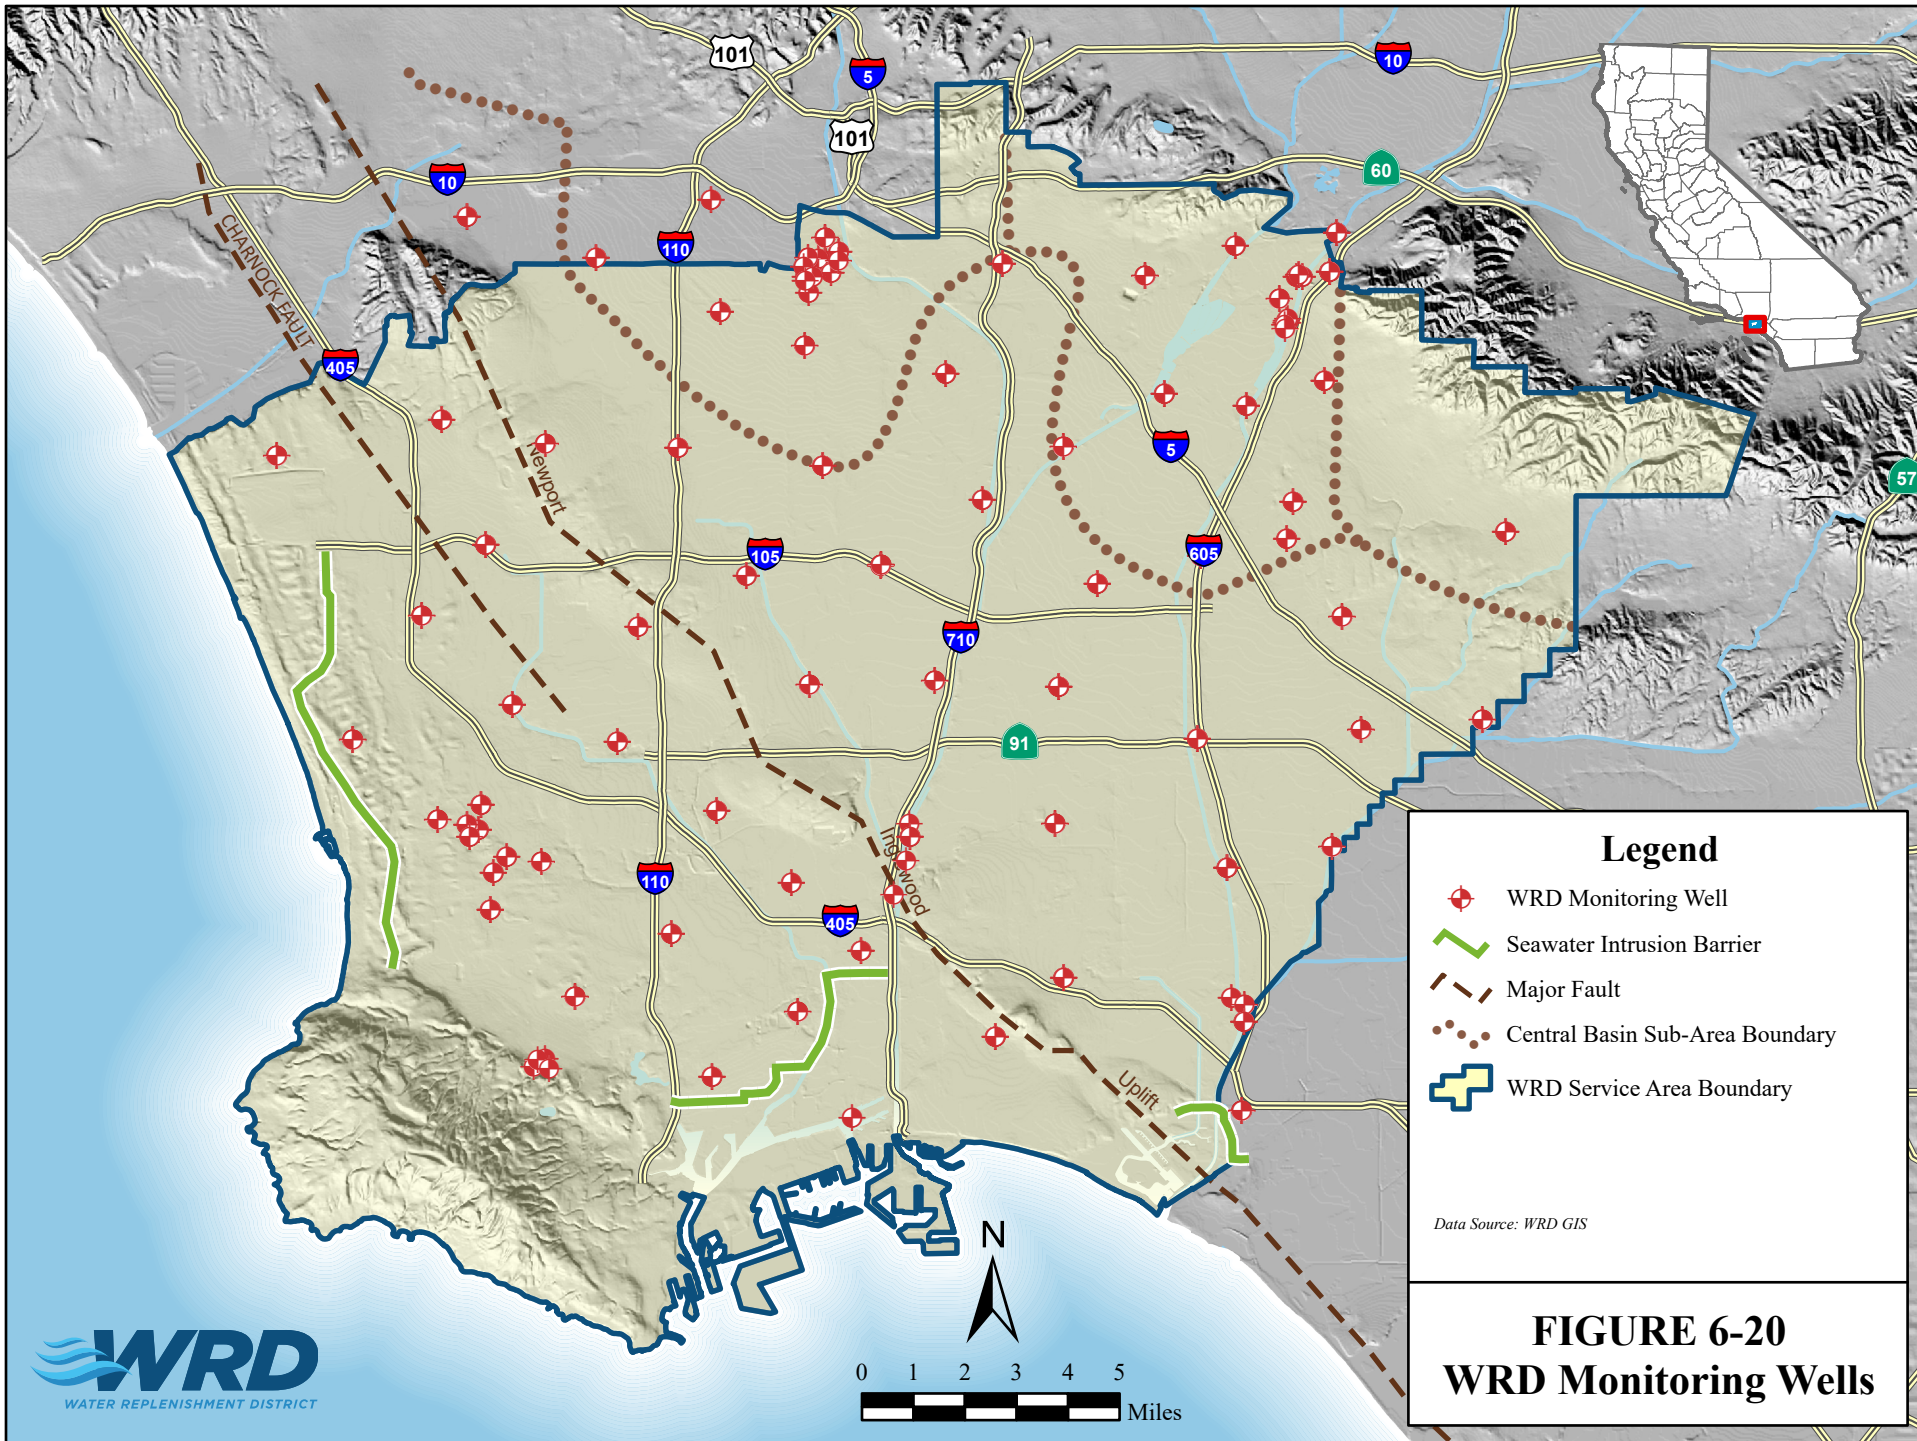 101
5
10
101
60
10
110
CHARNOCK FAULT
405
57
5
Newport
105
605
710
91
Inglewood
110
405
Uplift
Legend
WRD Monitoring Well
Seawater Intrusion Barrier
Major Fault
Central Basin Sub-Area Boundary
WRD Service Area Boundary
Data Source: WRD GIS
N
FIGURE 6-20
WRD Monitoring Wells
WRD
WATER REPLENISHMENT DISTRICT
0 1 2 3 4 5
Miles